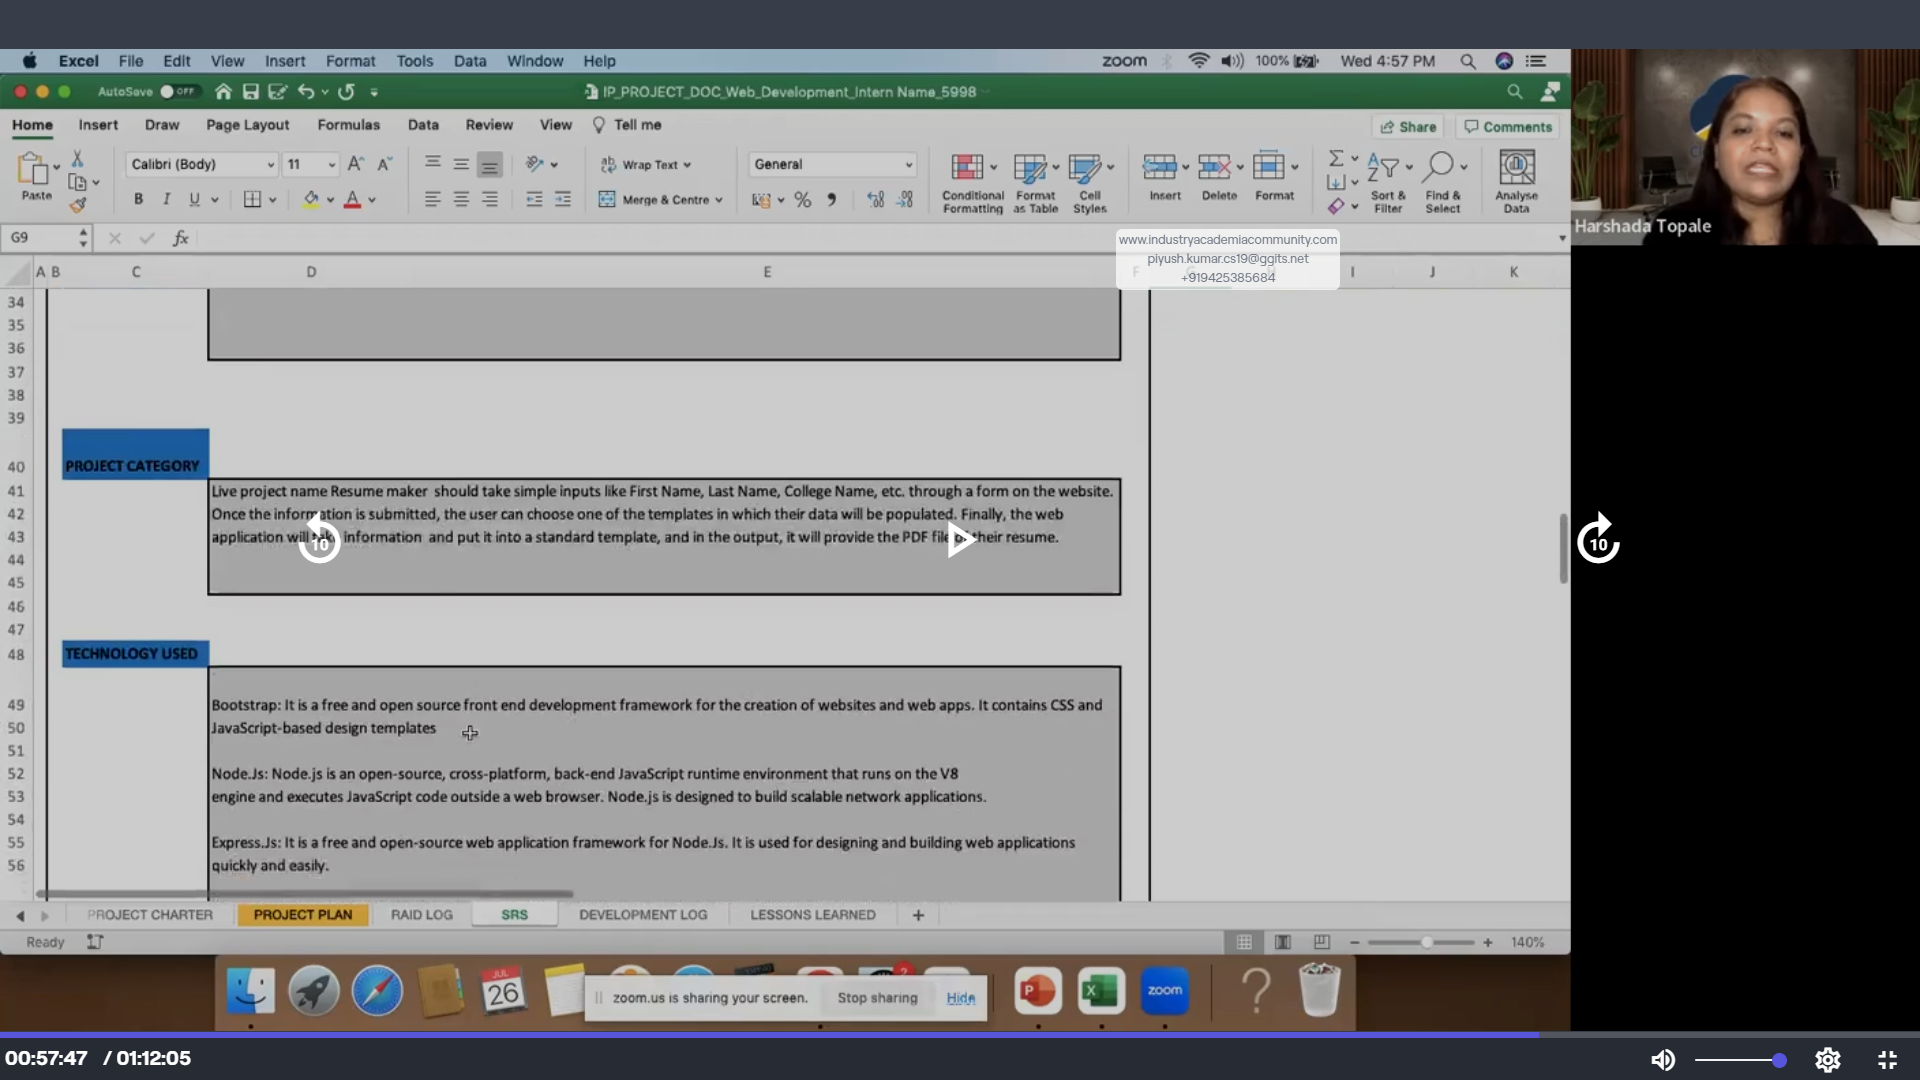 Excel File Edit View Insert Format Tools Data Window Help
zoom 100% Wed 4:57 PM
AutoSave OFF
IP_PROJECT_DOC_Web_Development_Intern Name_5998
Home Insert Draw Page Layout Formulas Data Review View Tell me
Share Comments
Paste
Calibri (Body) 11
B I U
Wrap Text
Merge & Centre
General
Conditional Formatting
Format as Table
Cell Styles
Insert Delete Format
Sort & Filter
Find & Select
Analyse Data
G9 fx
www.industryacademiacommunity.com
piyush.kumar.cs19@ggits.net
+919425385684
Harshada Topale
A B C D E F I J K
34
35
36
37
38
39
40 PROJECT CATEGORY
41 Live project name Resume maker should take simple inputs like First Name, Last Name, College Name, etc. through a form on the website.
42 Once the information is submitted, the user can choose one of the templates in which their data will be populated. Finally, the web
43 application will take information and put it into a standard template, and in the output, it will provide the PDF file of their resume.
44
45
46
47
48 TECHNOLOGY USED
49 Bootstrap: It is a free and open source front end development framework for the creation of websites and web apps. It contains CSS and
50 JavaScript-based design templates
51
52 Node.Js: Node.js is an open-source, cross-platform, back-end JavaScript runtime environment that runs on the V8
53 engine and executes JavaScript code outside a web browser. Node.js is designed to build scalable network applications.
54
55 Express.Js: It is a free and open-source web application framework for Node.Js. It is used for designing and building web applications
56 quickly and easily.
10
10
PROJECT CHARTER PROJECT PLAN RAID LOG SRS DEVELOPMENT LOG LESSONS LEARNED +
Ready
140%
JUL
26
zoom.us is sharing your screen. Stop sharing Hide
2
P X zoom ?
00:57:47 / 01:12:05